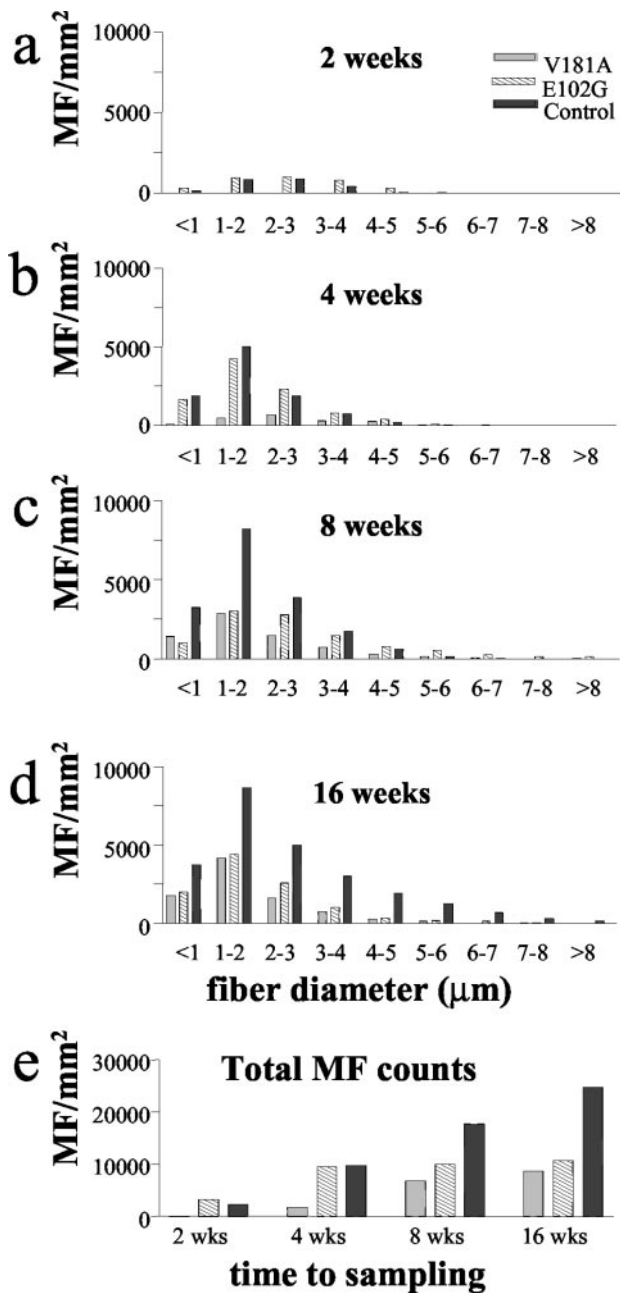 a
2 weeks
V181A
E102G
Control
MF/mm²
10000
5000
0
<1 1-2 2-3 3-4 4-5 5-6 6-7 7-8 >8
b
4 weeks
MF/mm²
10000
5000
0
<1 1-2 2-3 3-4 4-5 5-6 6-7 7-8 >8
c
8 weeks
MF/mm²
10000
5000
0
<1 1-2 2-3 3-4 4-5 5-6 6-7 7-8 >8
d
16 weeks
MF/mm²
10000
5000
0
<1 1-2 2-3 3-4 4-5 5-6 6-7 7-8 >8
fiber diameter (μm)
e
Total MF counts
MF/mm²
30000
20000
10000
0
2 wks 4 wks 8 wks 16 wks
time to sampling